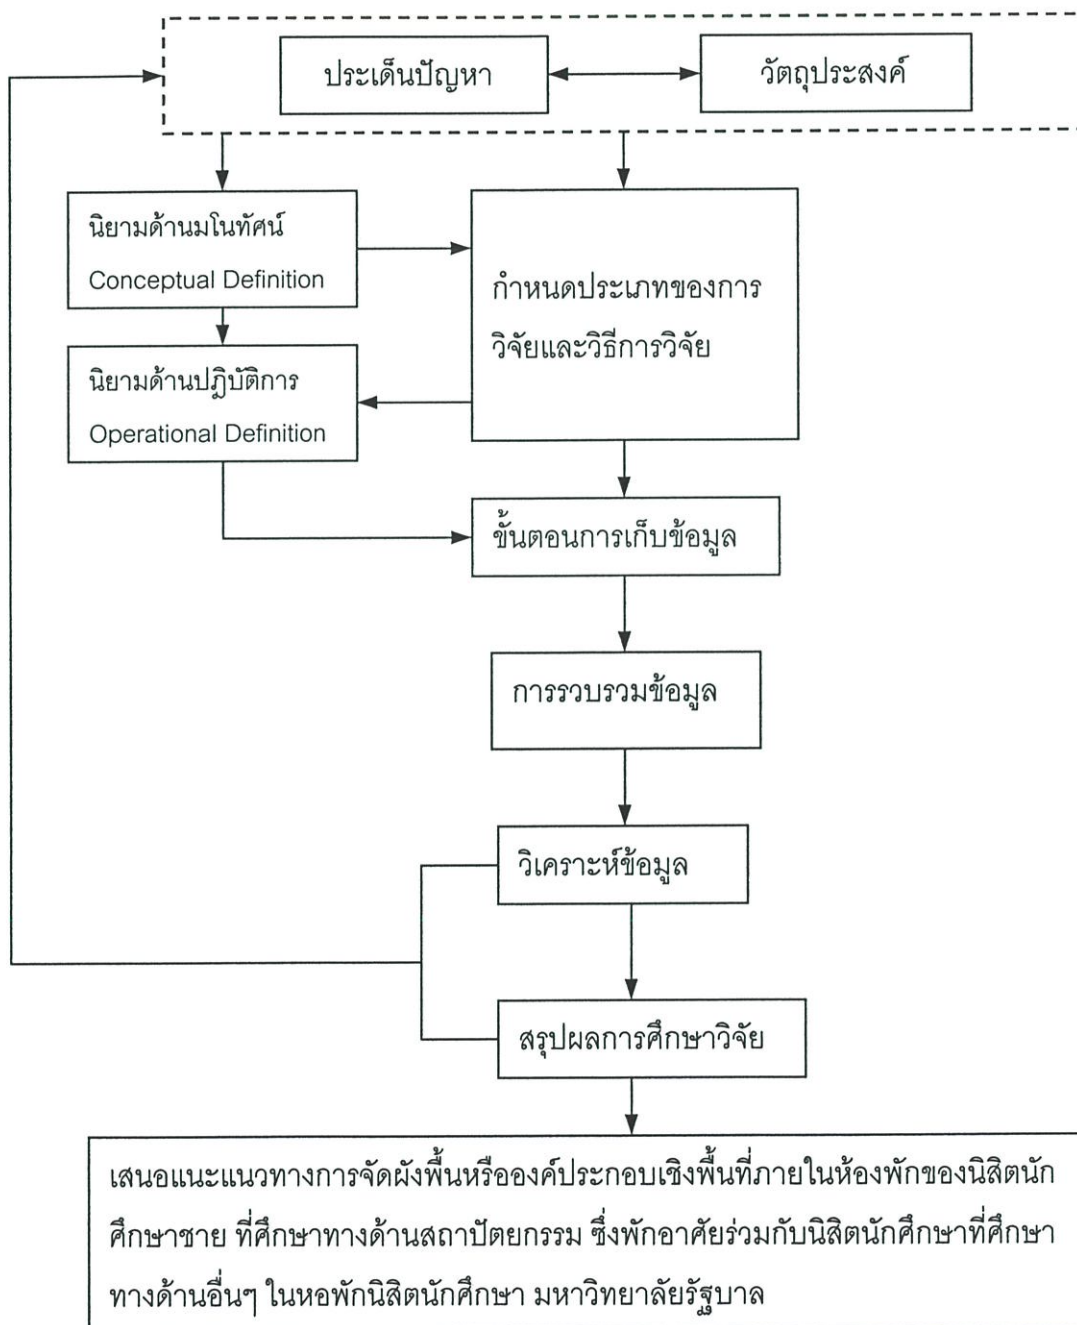 ประเด็นปัญหา
วัตถุประสงค์
นิยามด้านมโนทัศน์
Conceptual Definition
กำหนดประเภทของการ
วิจัยและวิธีการวิจัย
นิยามด้านปฏิบัติการ
Operational Definition
ขั้นตอนการเก็บข้อมูล
การรวบรวมข้อมูล
วิเคราะห์ข้อมูล
สรุปผลการศึกษาวิจัย
เสนอแนะแนวทางการจัดผังพื้นหรือองค์ประกอบเชิงพื้นที่ภายในห้องพักของนิสิตนัก
ศึกษาชาย ที่ศึกษาทางด้านสถาปัตยกรรม ซึ่งพักอาศัยร่วมกับนิสิตนักศึกษาที่ศึกษา
ทางด้านอื่นๆ ในหอพักนิสิตนักศึกษา มหาวิทยาลัยรัฐบาล